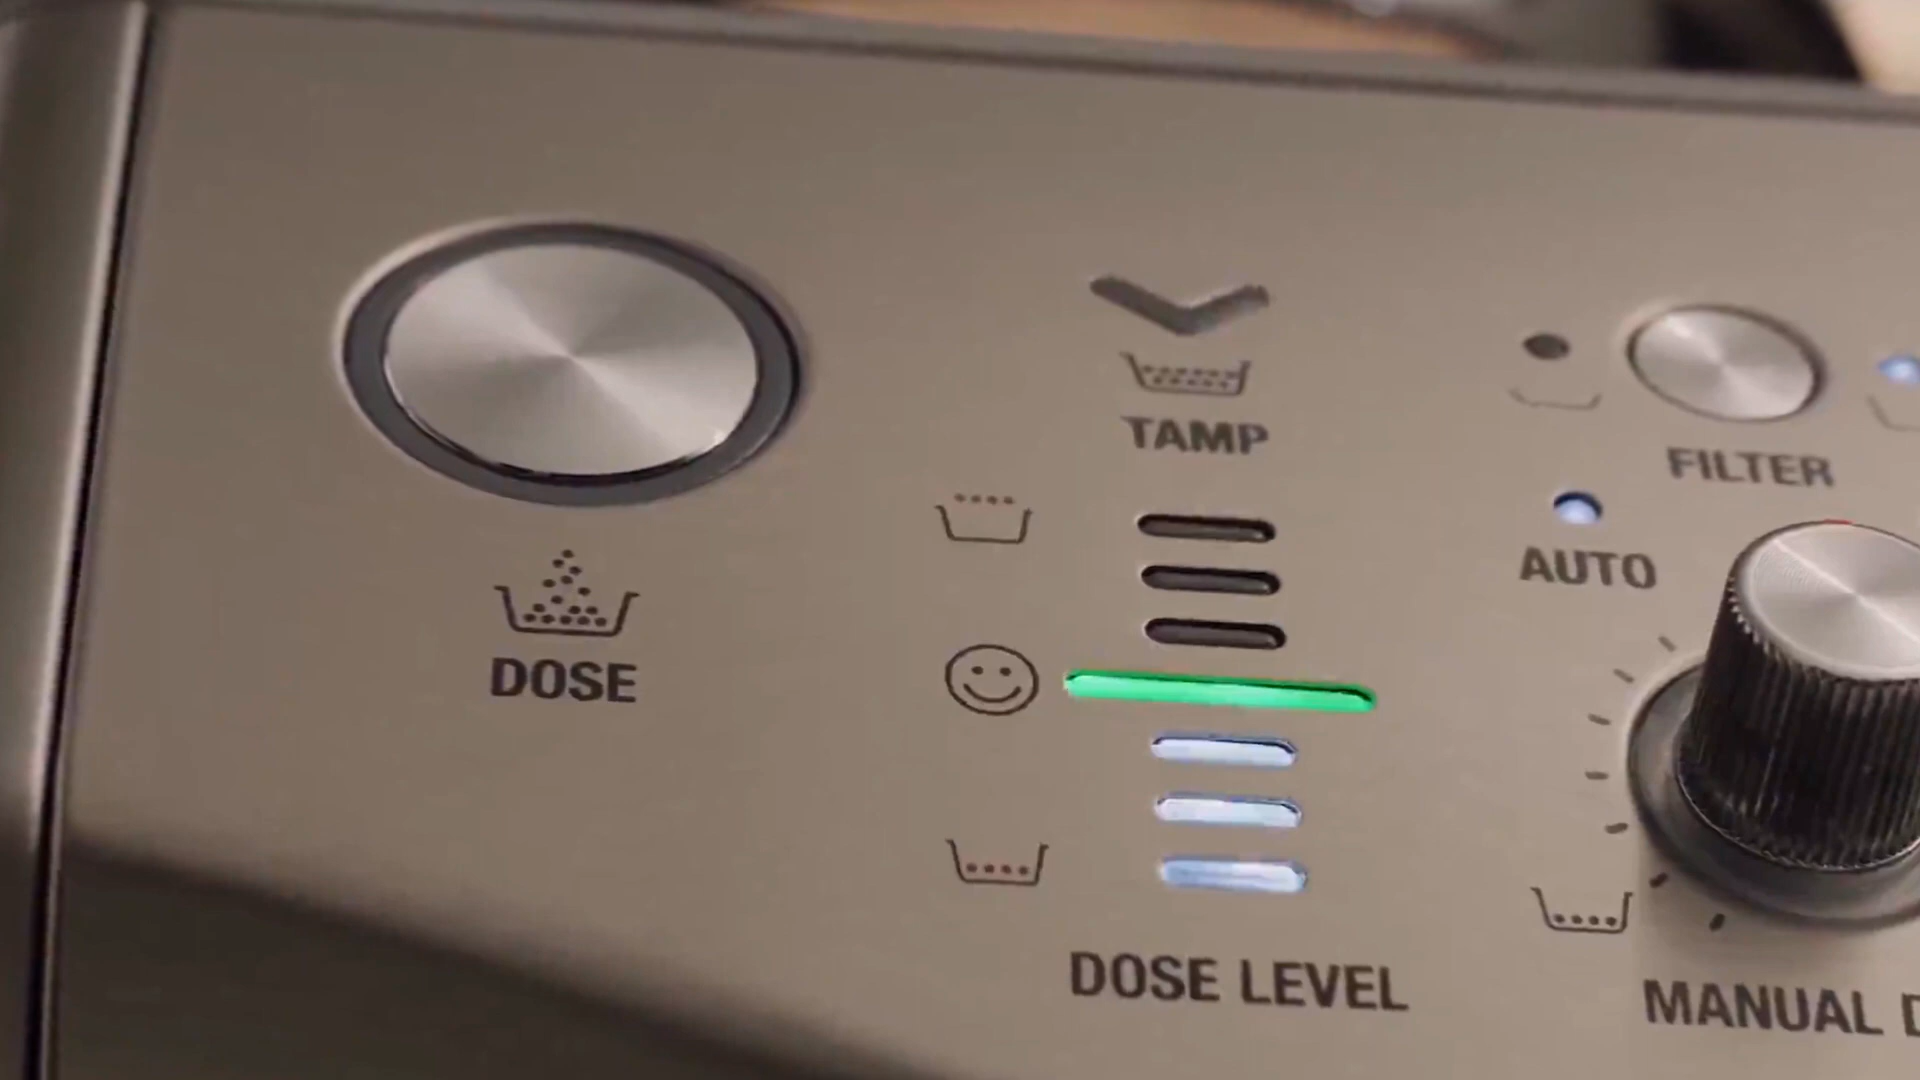 TAMP
FILTER
AUTO
DOSE
DOSE LEVEL
MANUAL